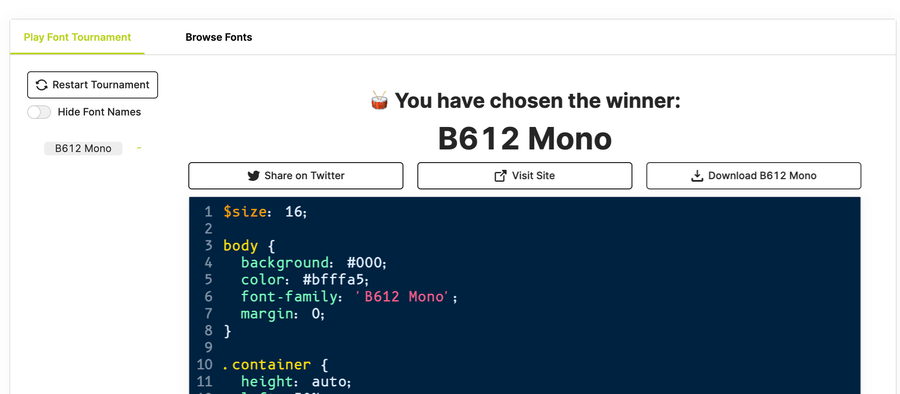 Play Font Tournament
Browse Fonts
Restart Tournament
Hide Font Names
B612 Mono
You have chosen the winner:
B612 Mono
Share on Twitter
Visit Site
Download B612 Mono
1 $size: 16;
2
3 body {
4 background: #000;
5 color: #bfffa5;
6 font-family: 'B612 Mono';
7 margin: 0;
8 }
9
10 .container {
11 height: auto;